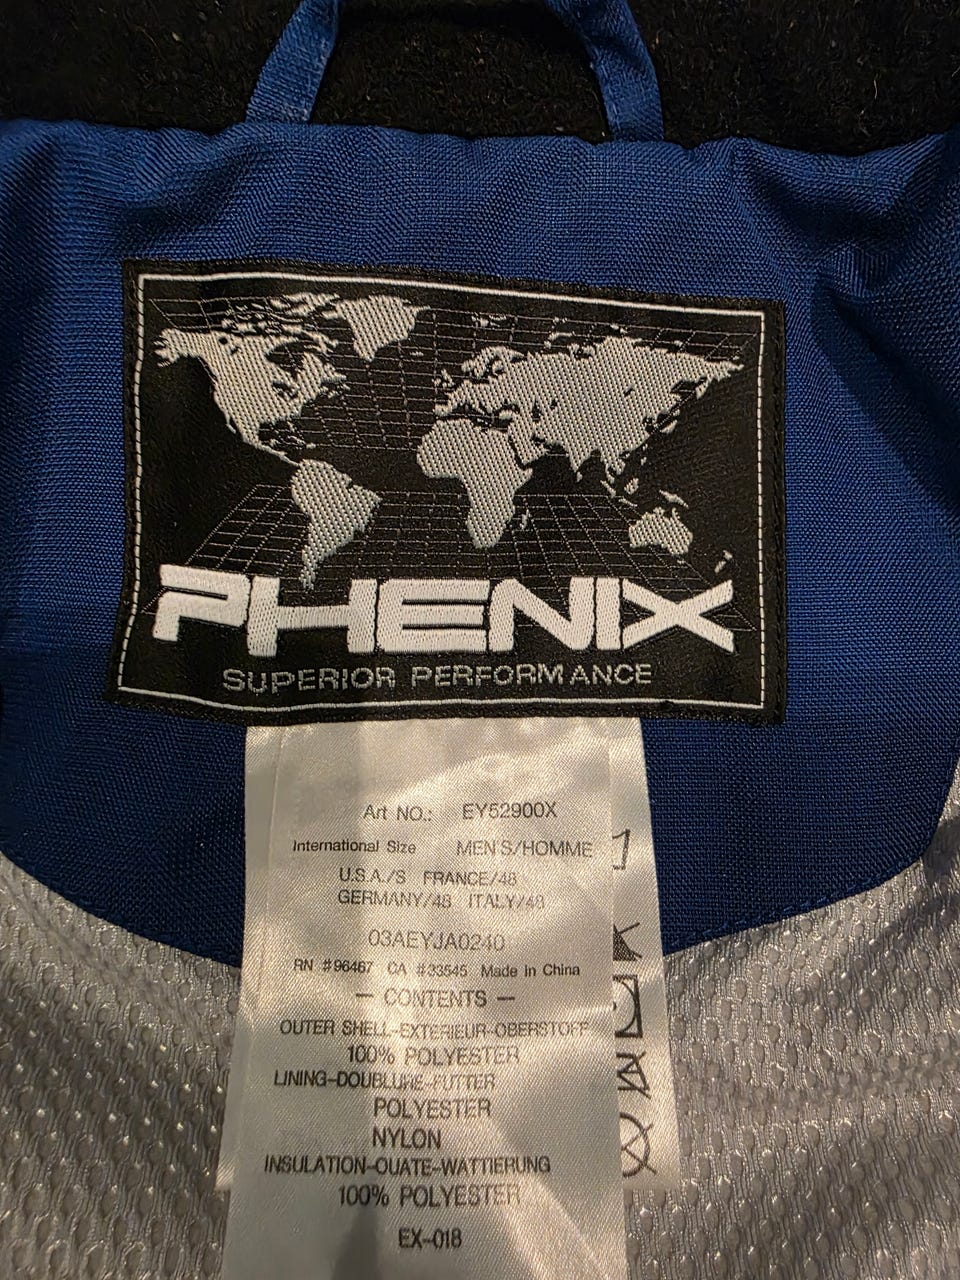 PHENIX
SUPERIOR PERFORMANCE
Art NO.: EY52900X
International Size MEN'S/HOMME
U.S.A./S FRANCE/48
GERMANY/48 ITALY/48
03AEYJA0240
RN #96467 CA #33545 Made in China
— CONTENTS —
OUTER SHELL-EXTERIEUR-OBERSTOFF
100% POLYESTER
LINING-DOUBLURE-FUTTER
POLYESTER
NYLON
INSULATION-OUATE-WATTIERUNG
100% POLYESTER
EX-018